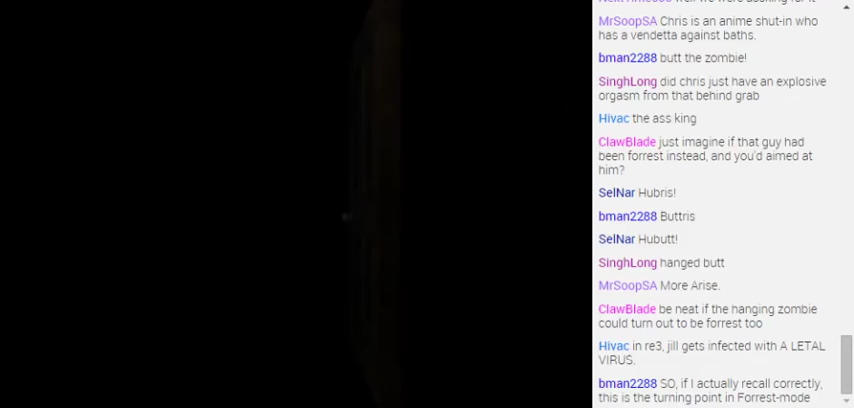 MrSoopSA Chris is an anime shut-in who
has a vendetta against baths.
bman2288 butt the zombie!
SinghLong did chris just have an explosive
orgasm from that behind grab
Hivac the ass king
ClawBlade just imagine if that guy had
been forrest instead, and you'd aimed at
him?
SelNar Hubris!
bman2288 Buttris
SelNar Hubutt!
SinghLong hanged butt
MrSoopSA More Arise.
ClawBlade be neat if the hanging zombie
could turn out to be forrest too
Hivac in re3, jill gets infected with A LETAL
VIRUS.
bman2288 SO, if I actually recall correctly,
this is the turning point in Forrest-mode